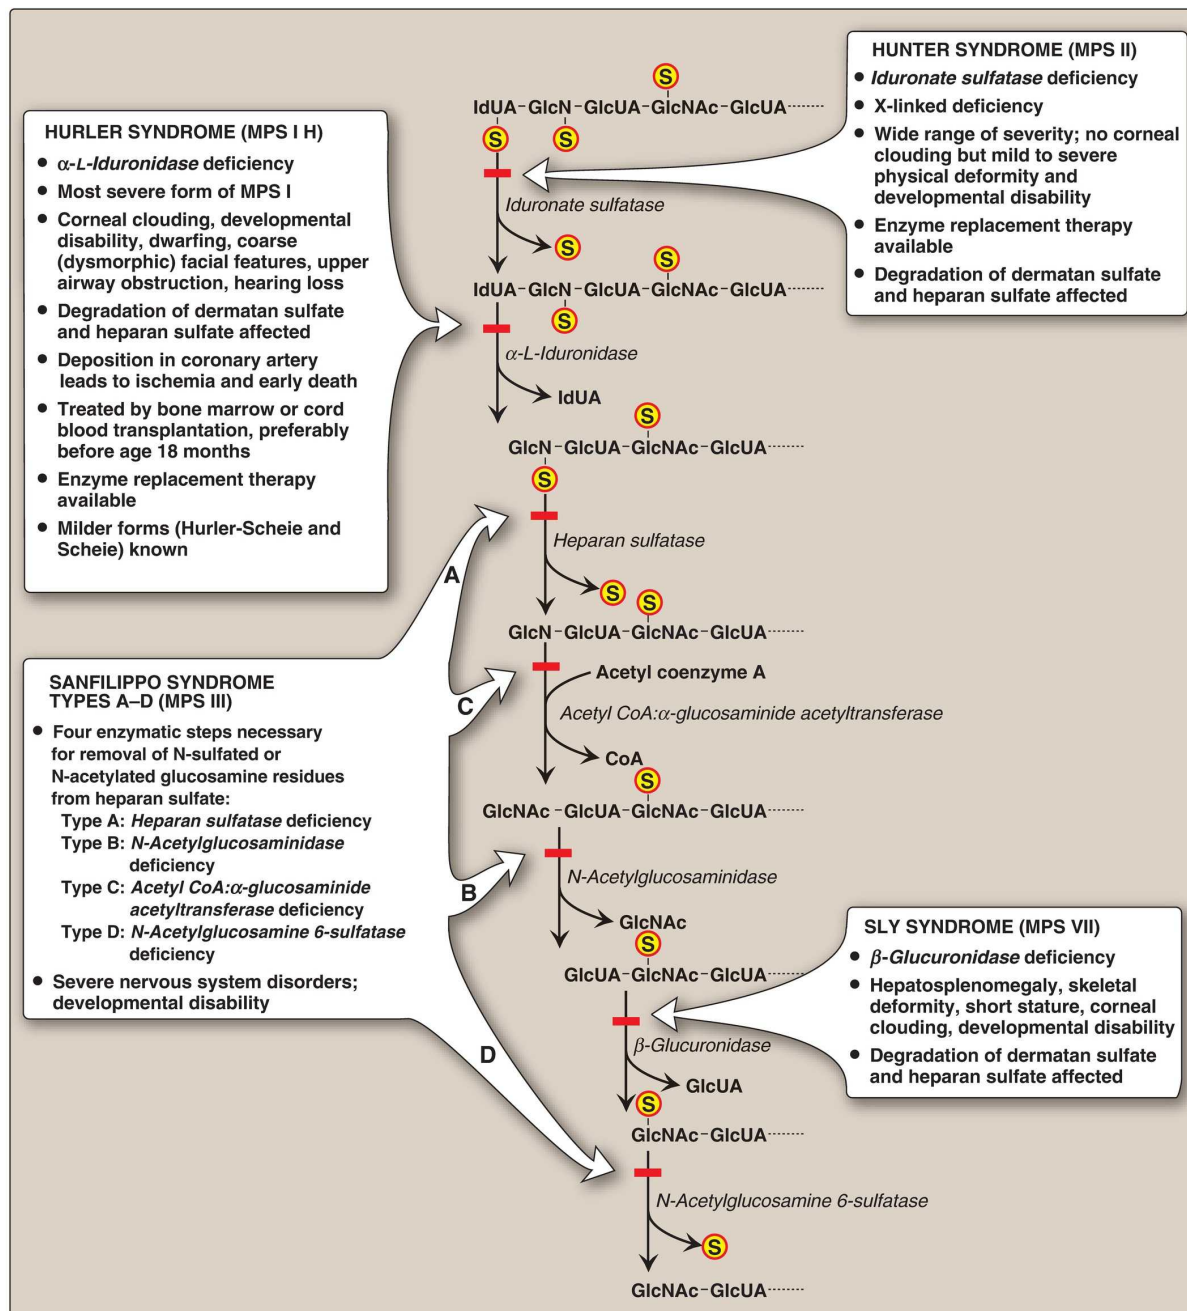 HURLER SYNDROME (MPS I H)
• α-L-Iduronidase deficiency
• Most severe form of MPS I
• Corneal clouding, developmental
disability, dwarfing, coarse
(dysmorphic) facial features, upper
airway obstruction, hearing loss
• Degradation of dermatan sulfate
and heparan sulfate affected
• Deposition in coronary artery
leads to ischemia and early death
• Treated by bone marrow or cord
blood transplantation, preferably
before age 18 months
• Enzyme replacement therapy
available
• Milder forms (Hurler-Scheie and
Scheie) known
HUNTER SYNDROME (MPS II)
• Iduronate sulfatase deficiency
• X-linked deficiency
• Wide range of severity; no corneal
clouding but mild to severe
physical deformity and
developmental disability
• Enzyme replacement therapy
available
• Degradation of dermatan sulfate
and heparan sulfate affected
SANFILIPPO SYNDROME
TYPES A–D (MPS III)
• Four enzymatic steps necessary
for removal of N-sulfated or
N-acetylated glucosamine residues
from heparan sulfate:
Type A: Heparan sulfatase deficiency
Type B: N-Acetylglucosaminidase
deficiency
Type C: Acetyl CoA:α-glucosaminide
acetyltransferase deficiency
Type D: N-Acetylglucosamine 6-sulfatase
deficiency
• Severe nervous system disorders;
developmental disability
A
C
B
D
SLY SYNDROME (MPS VII)
• β-Glucuronidase deficiency
• Hepatosplenomegaly, skeletal
deformity, short stature, corneal
clouding, developmental disability
• Degradation of dermatan sulfate
and heparan sulfate affected
S
IdUA–GlcN–GlcUA–GlcNAc–GlcUA
S S
Iduronate sulfatase
S
S
IdUA–GlcN–GlcUA–GlcNAc–GlcUA
S
α-L-Iduronidase
IdUA
S
GlcN–GlcUA–GlcNAc–GlcUA
S
Heparan sulfatase
S
S
GlcN–GlcUA–GlcNAc–GlcUA
Acetyl coenzyme A
Acetyl CoA:α-glucosaminide acetyltransferase
CoA
S
GlcNAc–GlcUA–GlcNAc–GlcUA
N-Acetylglucosaminidase
GlcNAc
S
GlcUA–GlcNAc–GlcUA
β-Glucuronidase
GlcUA
S
GlcNAc–GlcUA
N-Acetylglucosamine 6-sulfatase
S
GlcNAc–GlcUA